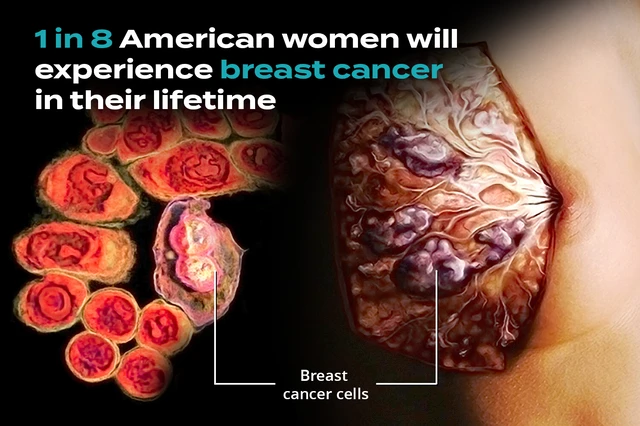 1 in 8 American women will
experience breast cancer
in their lifetime
Breast
cancer cells